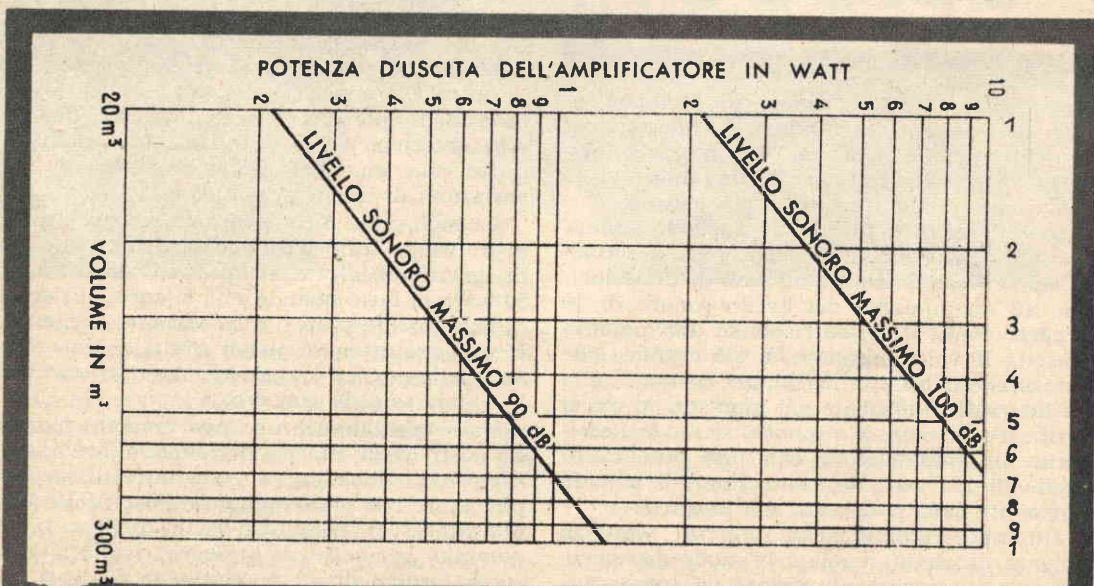 POTENZA D'USCITA DELL'AMPLIFICATORE IN WATT
2 3 4 5 6 7 8 9 1 2 3 4 5 6 7 8 9 10
20 m³
VOLUME IN m³
300 m³
LIVELLO SONORO MASSIMO 90 dB
LIVELLO SONORO MASSIMO 100 dB
1
2
3
4
5
6
7
8
9
1